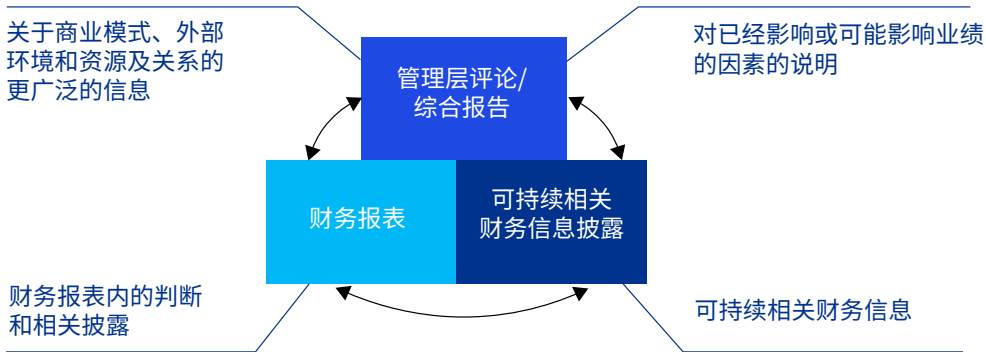 关于商业模式、外部
环境和资源及关系的
更广泛的信息
对已经影响或可能影响业绩
的因素的说明
管理层评论/
综合报告
财务报表
可持续相关
财务信息披露
财务报表内的判断
和相关披露
可持续相关财务信息